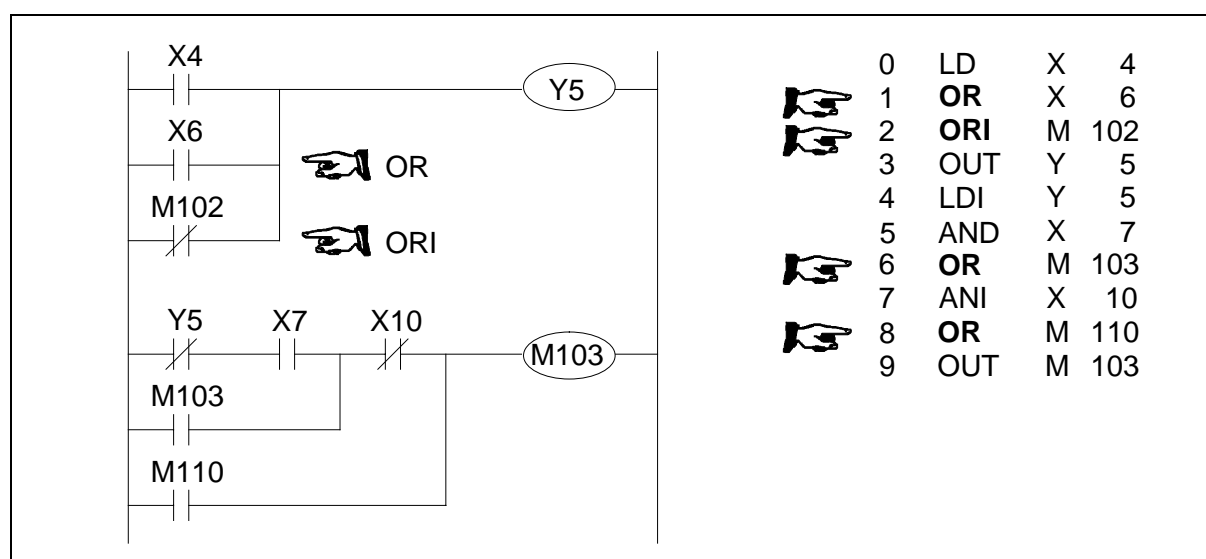 X4
Y5
X6
OR
M102
ORI
Y5 X7 X10
M103
M103
M110
0 LD X 4
1 OR X 6
2 ORI M 102
3 OUT Y 5
4 LDI Y 5
5 AND X 7
6 OR M 103
7 ANI X 10
8 OR M 110
9 OUT M 103